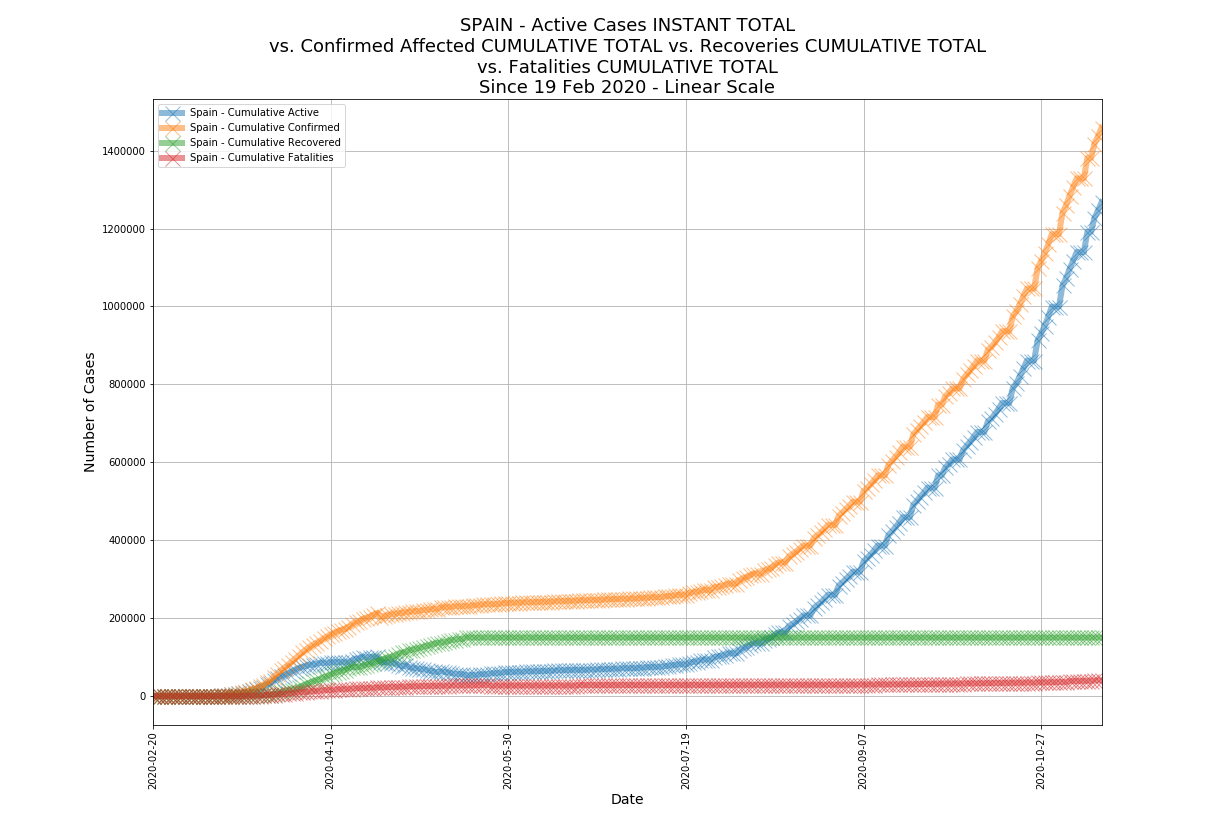 SPAIN - Active Cases INSTANT TOTAL
vs. Confirmed Affected CUMULATIVE TOTAL vs. Recoveries CUMULATIVE TOTAL
vs. Fatalities CUMULATIVE TOTAL
Since 19 Feb 2020 - Linear Scale
Spain - Cumulative Active
Spain - Cumulative Confirmed
Spain - Cumulative Recovered
Spain - Cumulative Fatalities
1400000
1200000
1000000
800000
600000
400000
200000
0
Number of Cases
2020-02-20
2020-04-10
2020-05-30
2020-07-19
2020-09-07
2020-10-27
Date